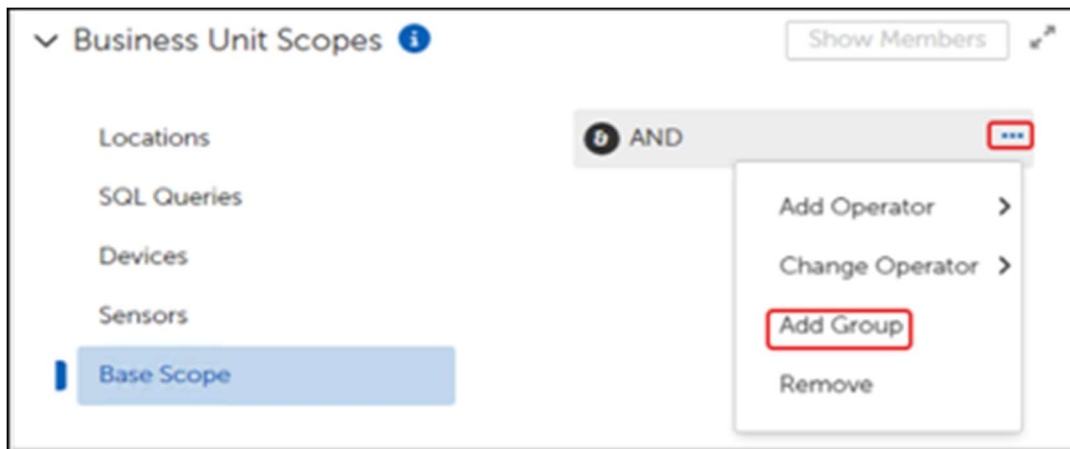 Business Unit Scopes
Show Members
Locations
AND
SQL Queries
Add Operator
Devices
Change Operator
Sensors
Add Group
Base Scope
Remove